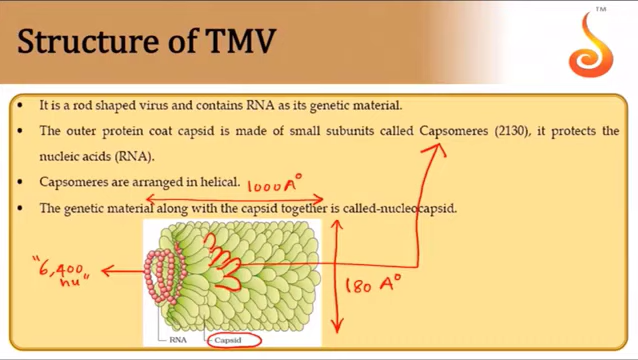 TM
Structure of TMV
• It is a rod shaped virus and contains RNA as its genetic material.
• The outer protein coat capsid is made of small subunits called Capsomeres (2130), it protects the
nucleic acids (RNA).
• Capsomeres are arranged in helical.
1000 A°
• The genetic material along with the capsid together is called-nucleocapsid.
"6,400
nu"
180 A°
RNA
Capsid